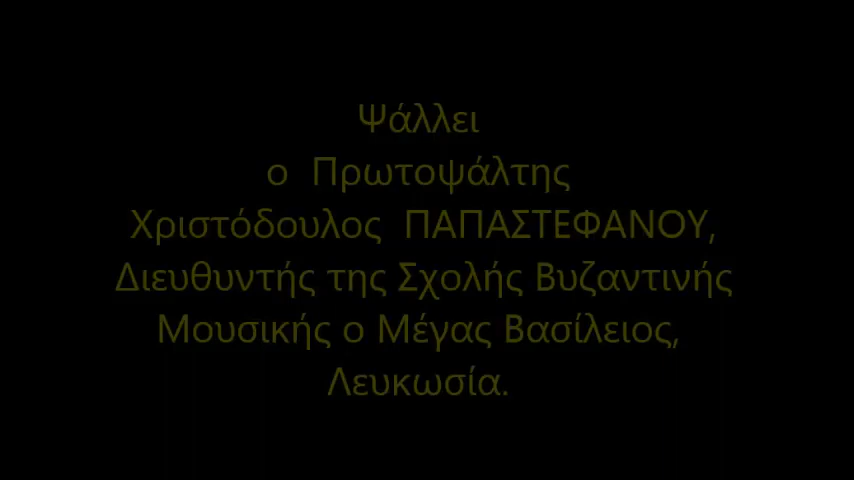 Ψάλλει
ο Πρωτοψάλτης
Χριστόδουλος ΠΑΠΑΣΤΕΦΑΝΟΥ,
Διευθυντής της Σχολής Βυζαντινής
Μουσικής ο Μέγας Βασίλειος,
Λευκωσία.